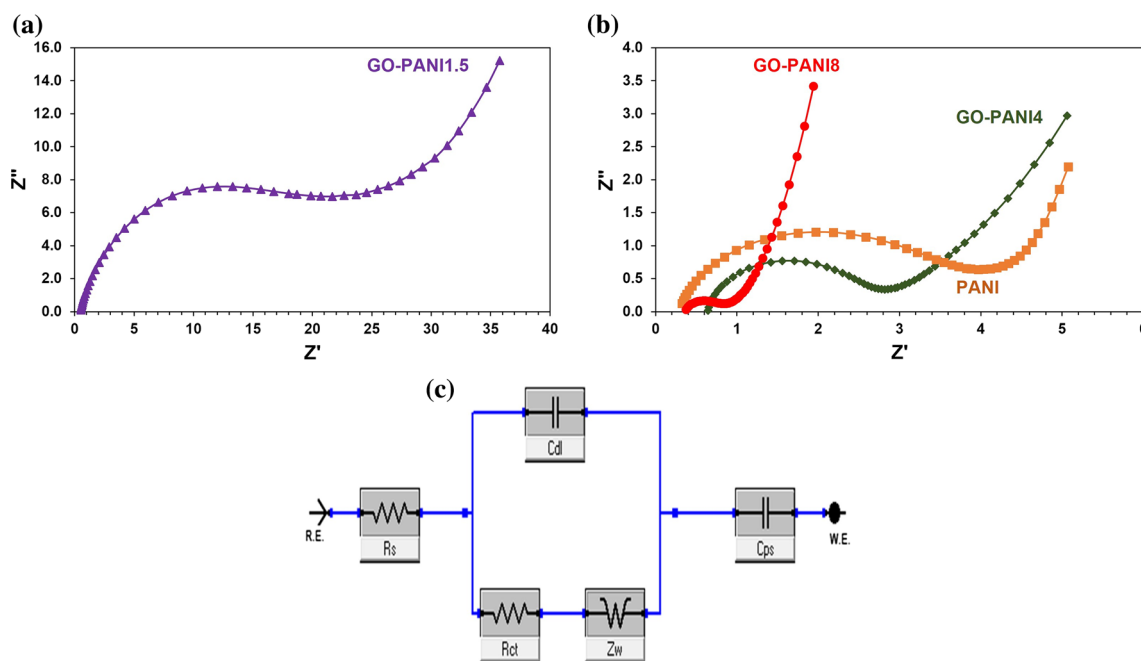 (a)
16.0
14.0
12.0
10.0
8.0
6.0
4.0
2.0
0.0
Z''
GO-PANI1.5
0 5 10 15 20 25 30 35 40
Z'
(b)
4.0
3.5
3.0
2.5
2.0
1.5
1.0
0.5
0.0
Z''
GO-PANI8
GO-PANI4
PANI
0 1 2 3 4 5 6
Z'
(c)
Cdl
R.E.
Rs
Cps
W.E.
Rct
Zw